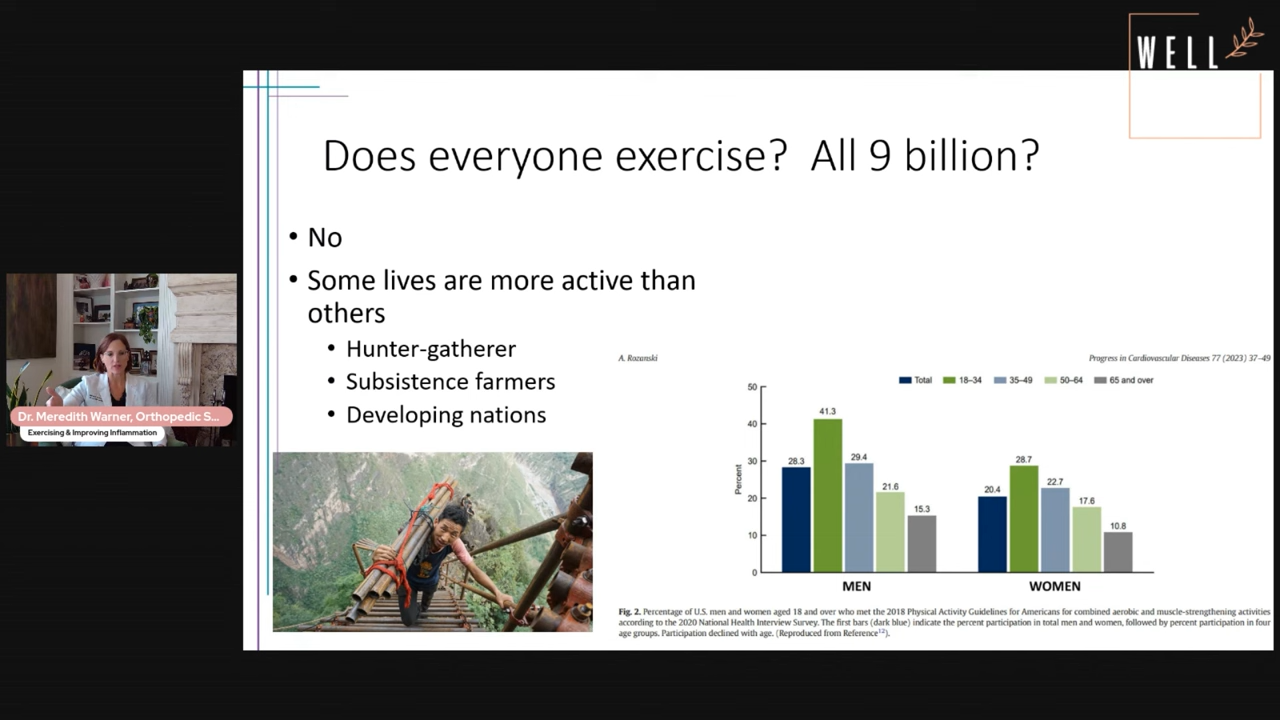 WELL
Does everyone exercise?  All 9 billion?
• No
• Some lives are more active than
others
• Hunter-gatherer
• Subsistence farmers
• Developing nations
Dr. Meredith Warner, Orthopedic S...
Exercising & Improving Inflammation
A. Rozanski
Progress in Cardiovascular Diseases 77 (2023) 37–49
Total 18–34 35–49 50–64 65 and over
Percent
50
40
30
20
10
0
28.3 41.3 29.4 21.6 15.3
20.4 28.7 22.7 17.6 10.8
MEN WOMEN
Fig. 2. Percentage of U.S. men and women aged 18 and over who met the 2018 Physical Activity Guidelines for Americans for combined aerobic and muscle-strengthening activities
according to the 2020 National Health Interview Survey. The first bars (dark blue) indicate the percent participation in total men and women, followed by percent participation in four
age groups. Participation declined with age. (Reproduced from Reference12).